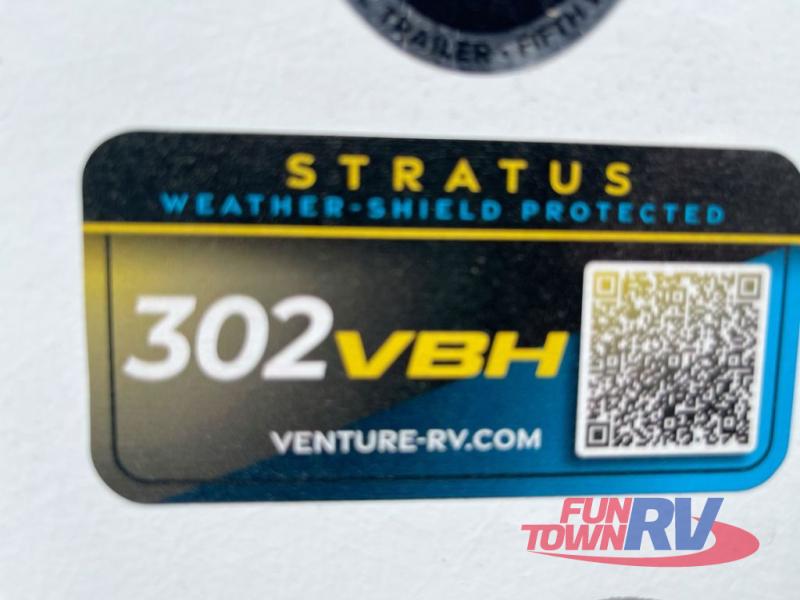 TRAILER · FIFTH
STRATUS
WEATHER-SHIELD PROTECTED
302VBH
VENTURE-RV.COM
FUN
TOWN RV